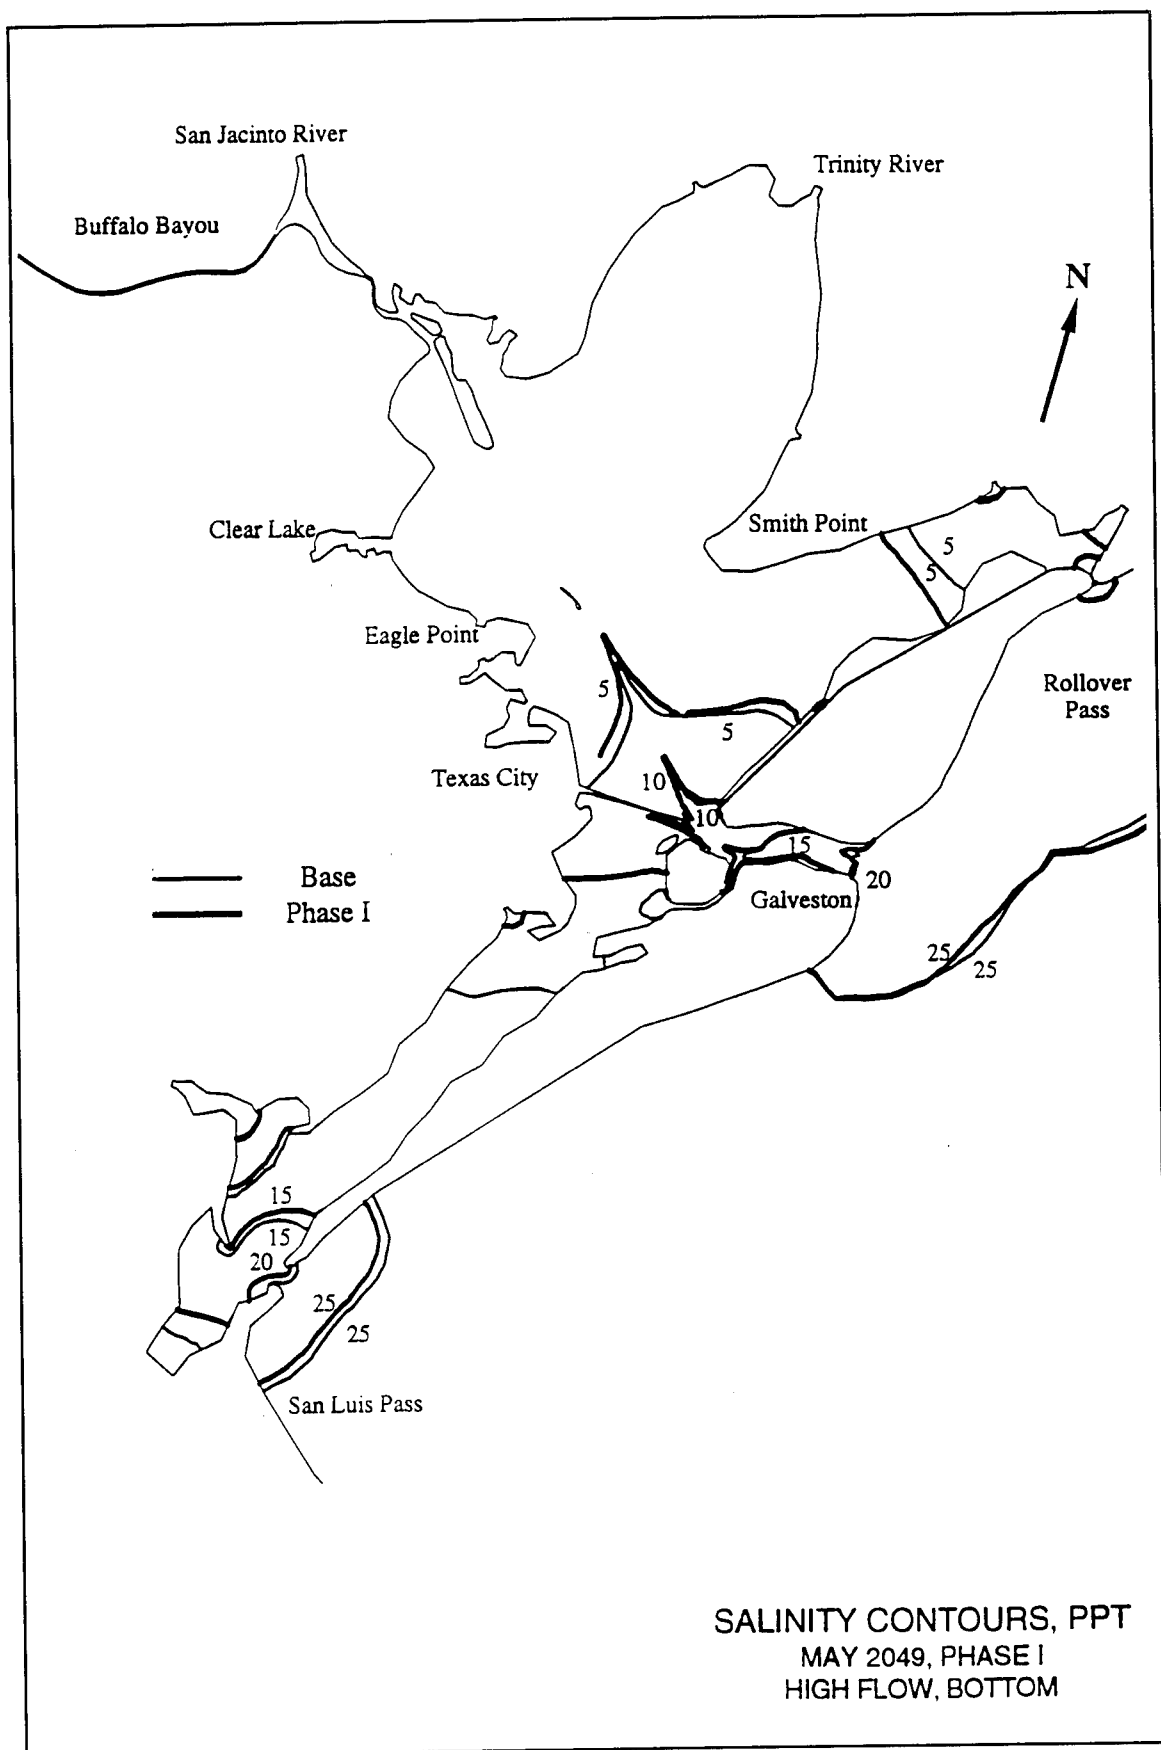 San Jacinto River
Trinity River
Buffalo Bayou
N
Smith Point
Clear Lake
5
5
Eagle Point
5
Rollover
Pass
5
Texas City
10
10
15
Base
20
Phase I
Galveston
25
25
15
15
20
25
25
San Luis Pass
SALINITY CONTOURS, PPT
MAY 2049, PHASE I
HIGH FLOW, BOTTOM